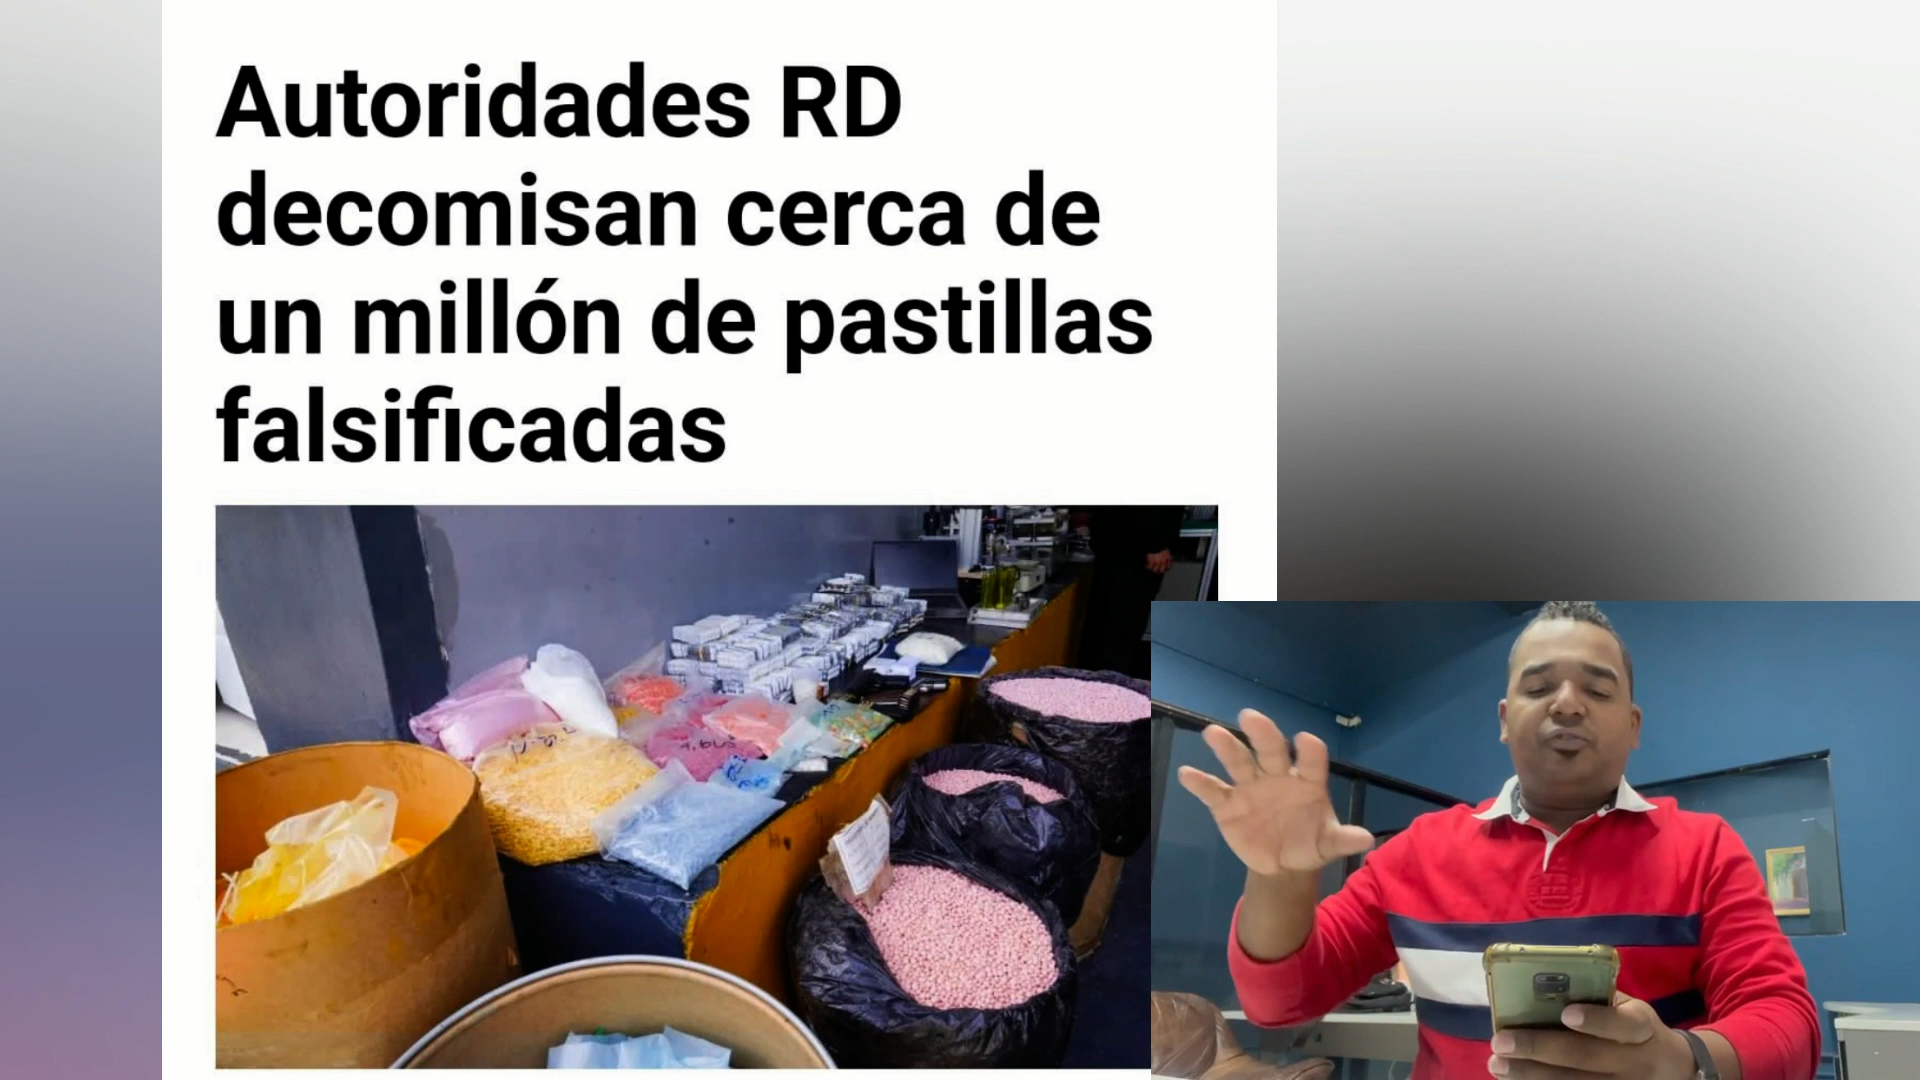 Autoridades RD
decomisan cerca de
un millón de pastillas
falsificadas